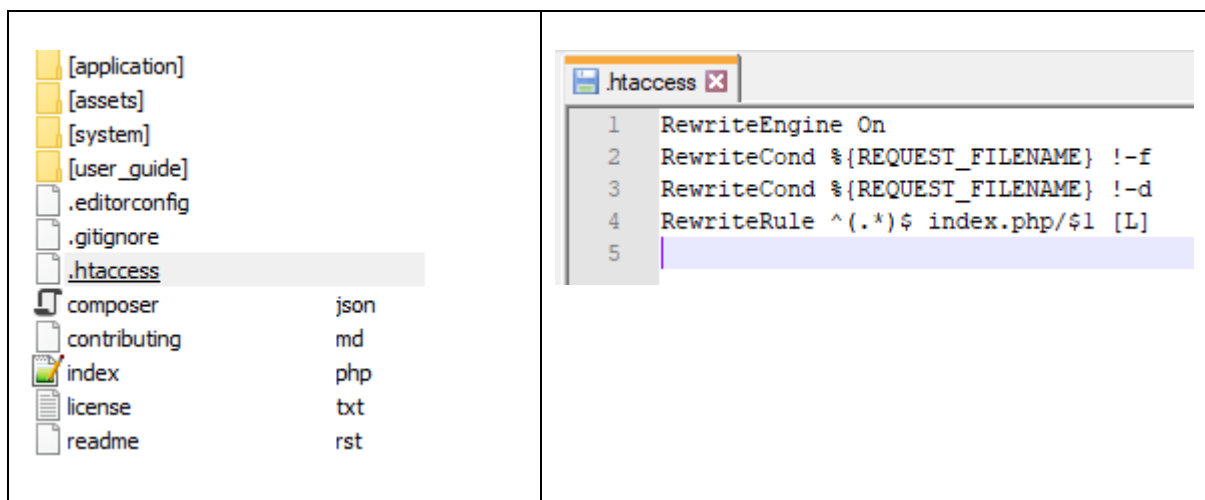 [application]
[assets]
[system]
[user_guide]
.editorconfig
.gitignore
.htaccess
composer json
contributing md
index php
license txt
readme rst
.htaccess
1 RewriteEngine On
2 RewriteCond %{REQUEST_FILENAME} !-f
3 RewriteCond %{REQUEST_FILENAME} !-d
4 RewriteRule ^(.*)$ index.php/$1 [L]
5